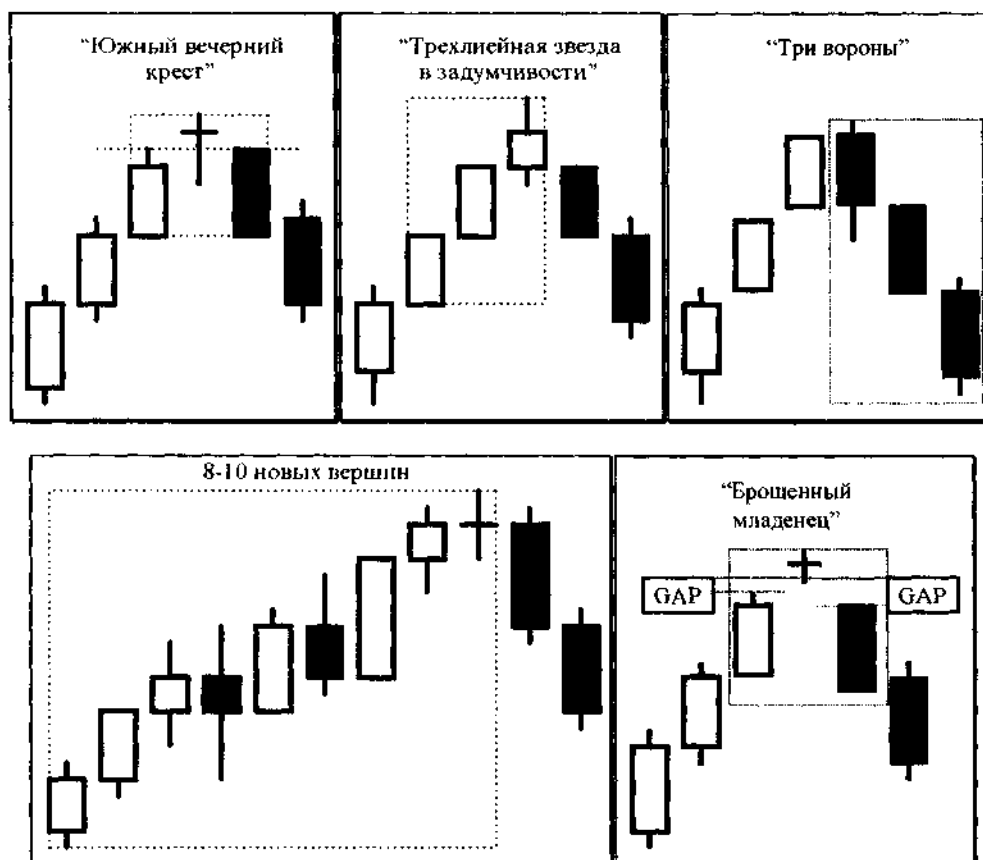 “Южный вечерний
крест”
“Трехлиейная звезда
в задумчивости”
“Три вороны”
8-10 новых вершин
“Брошенный
младенец”
GAP
GAP